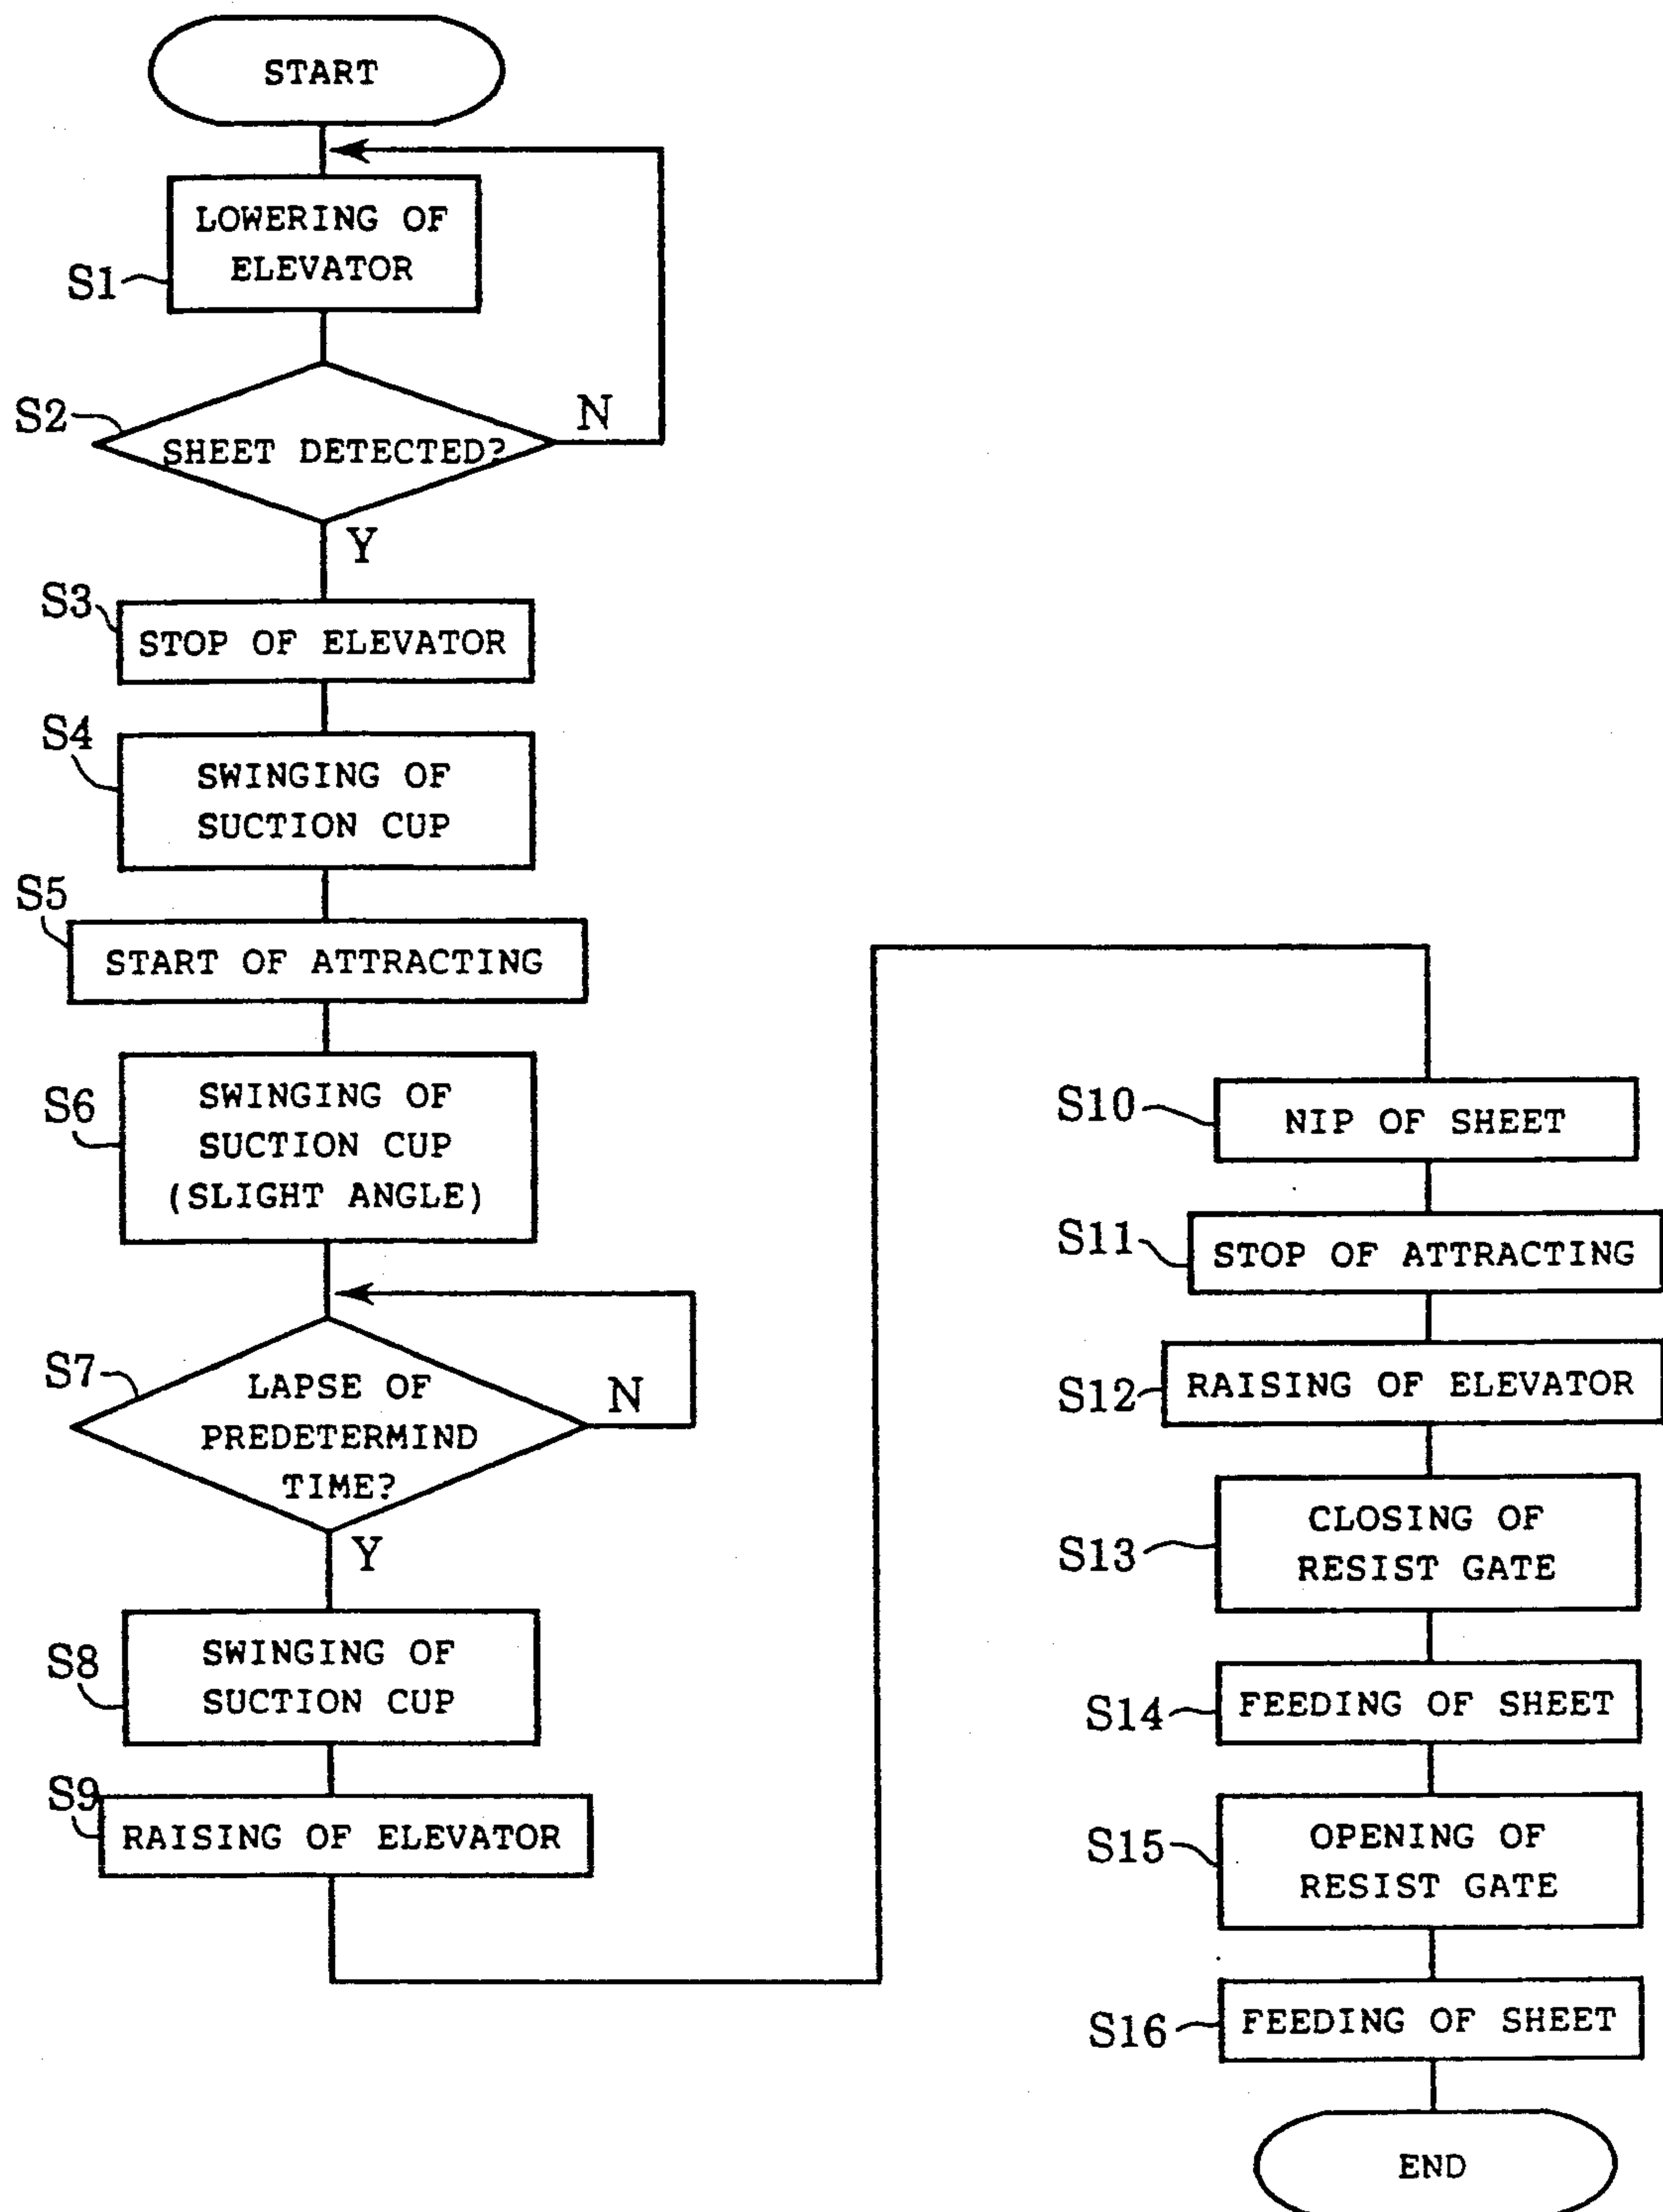 START
LOWERING OF
ELEVATOR
S1
S2
SHEET DETECTED?
N
Y
S3
STOP OF ELEVATOR
S4
SWINGING OF
SUCTION CUP
S5
START OF ATTRACTING
S6
SWINGING OF
SUCTION CUP
(SLIGHT ANGLE)
S7
LAPSE OF
PREDETERMIND
TIME?
N
Y
S8
SWINGING OF
SUCTION CUP
S9
RAISING OF ELEVATOR
S10
NIP OF SHEET
S11
STOP OF ATTRACTING
S12
RAISING OF ELEVATOR
S13
CLOSING OF
RESIST GATE
S14
FEEDING OF SHEET
S15
OPENING OF
RESIST GATE
S16
FEEDING OF SHEET
END